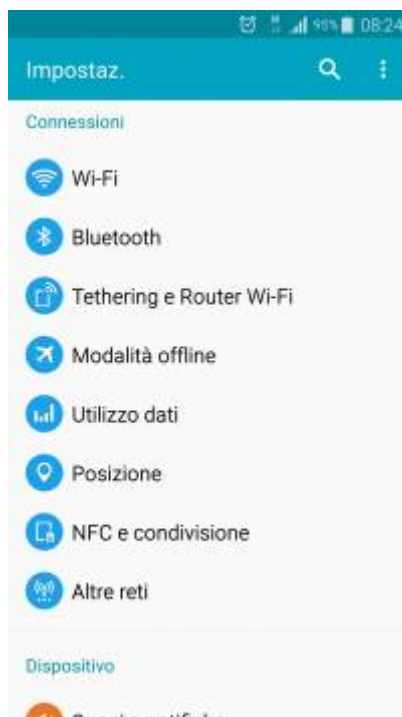 95% 08:24
Impostaz.
Connessioni
Wi-Fi
Bluetooth
Tethering e Router Wi-Fi
Modalità offline
Utilizzo dati
Posizione
NFC e condivisione
Altre reti
Dispositivo